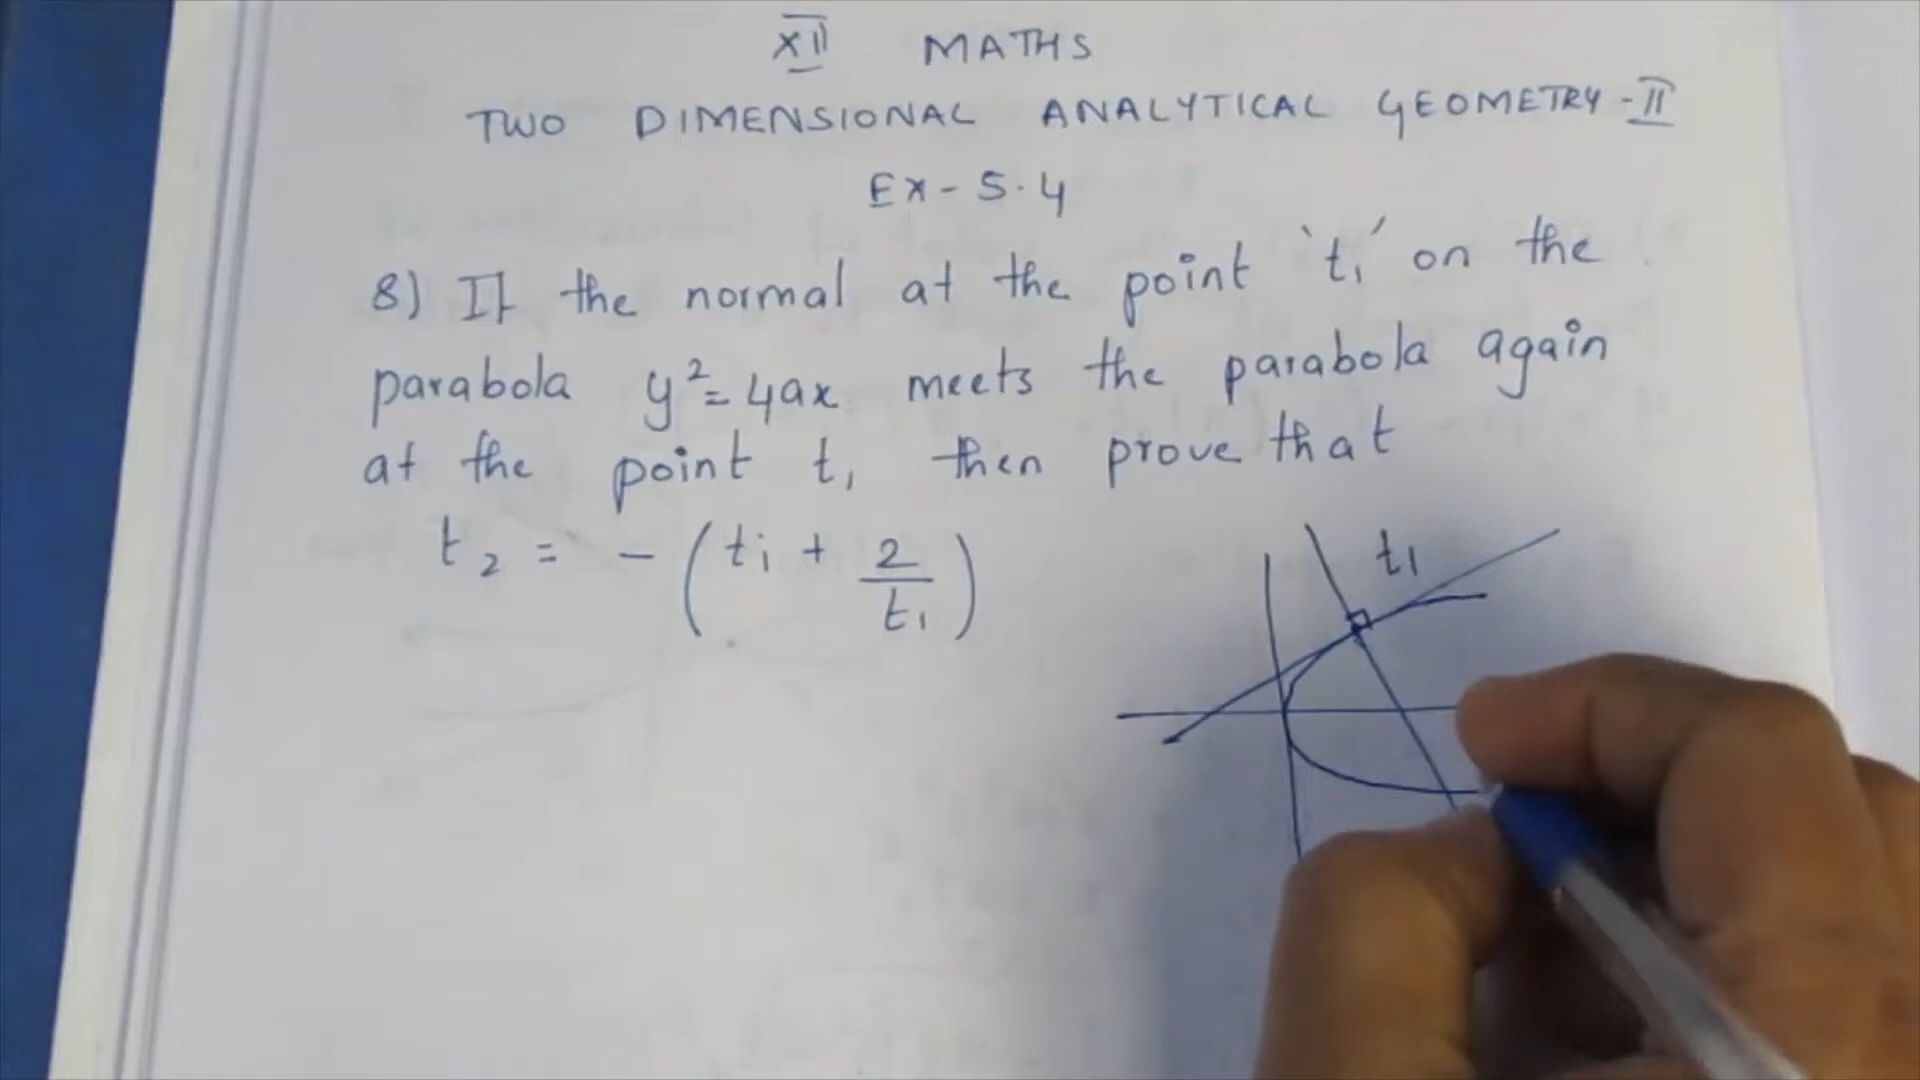 XII MATHS
TWO DIMENSIONAL ANALYTICAL GEOMETRY - II
EX - 5.4
8) If the normal at the point 't₁' on the
parabola y² = 4ax meets the parabola again
at the point t₁ then prove that
t₂ = - (t₁ + 2/t₁)
t₁